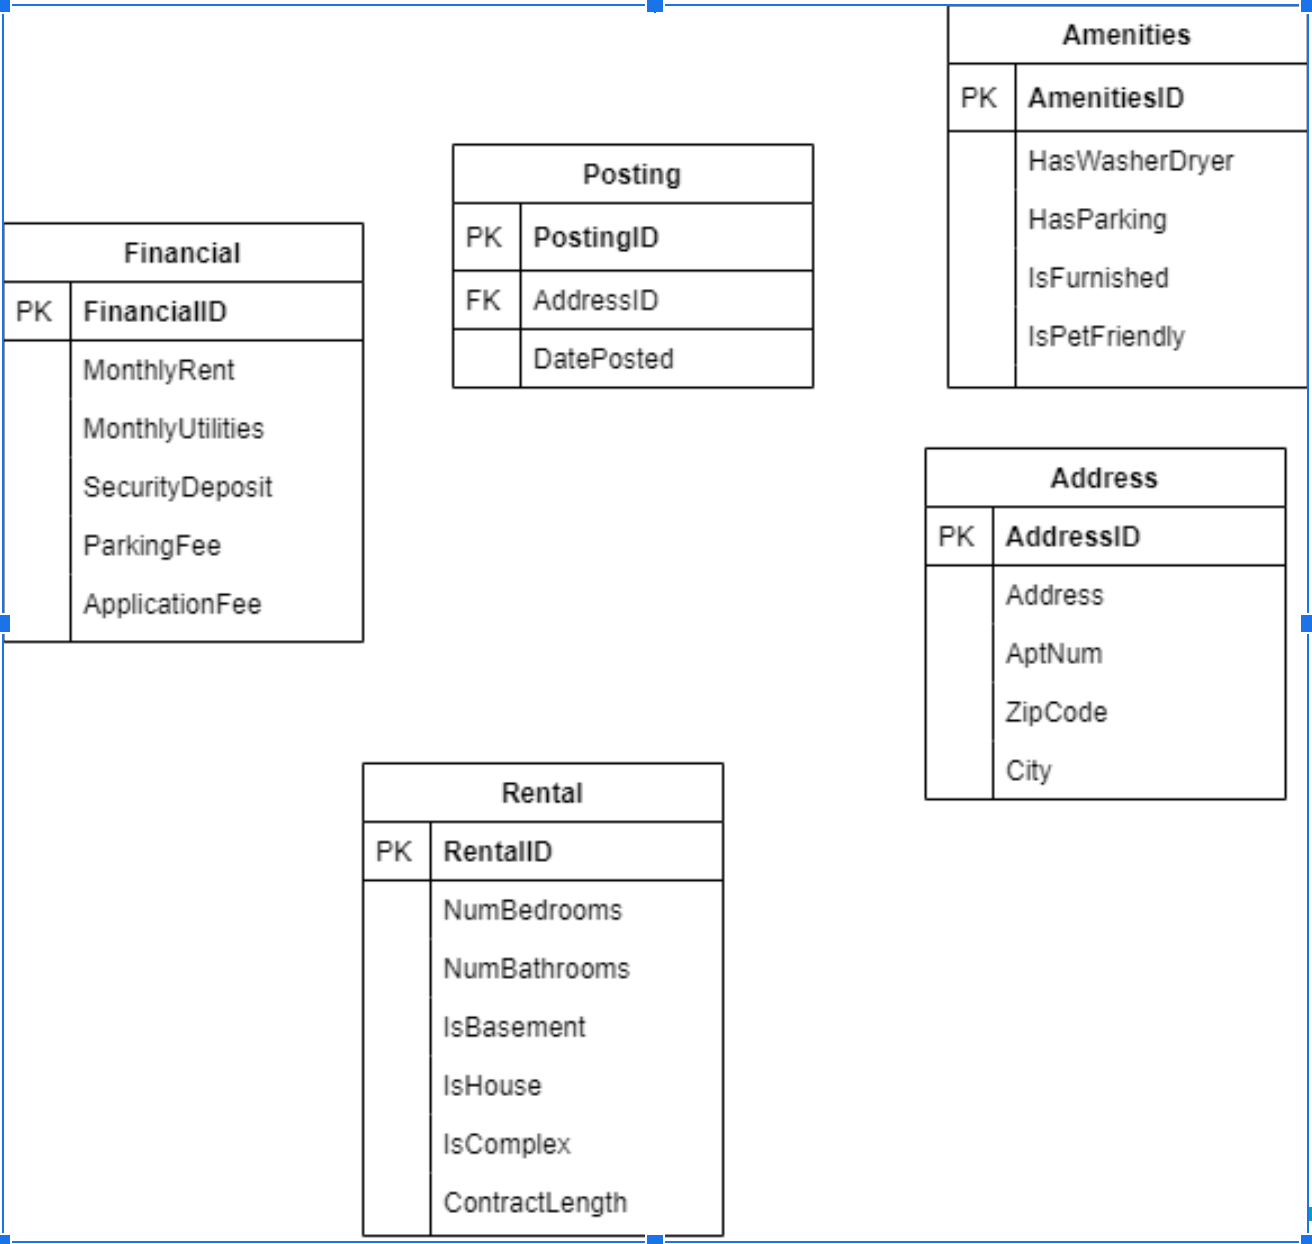 Amenities
PK AmenitiesID
HasWasherDryer
HasParking
IsFurnished
IsPetFriendly
Posting
PK PostingID
FK AddressID
DatePosted
Financial
PK FinancialID
MonthlyRent
MonthlyUtilities
SecurityDeposit
ParkingFee
ApplicationFee
Address
PK AddressID
Address
AptNum
ZipCode
City
Rental
PK RentalID
NumBedrooms
NumBathrooms
IsBasement
IsHouse
IsComplex
ContractLength